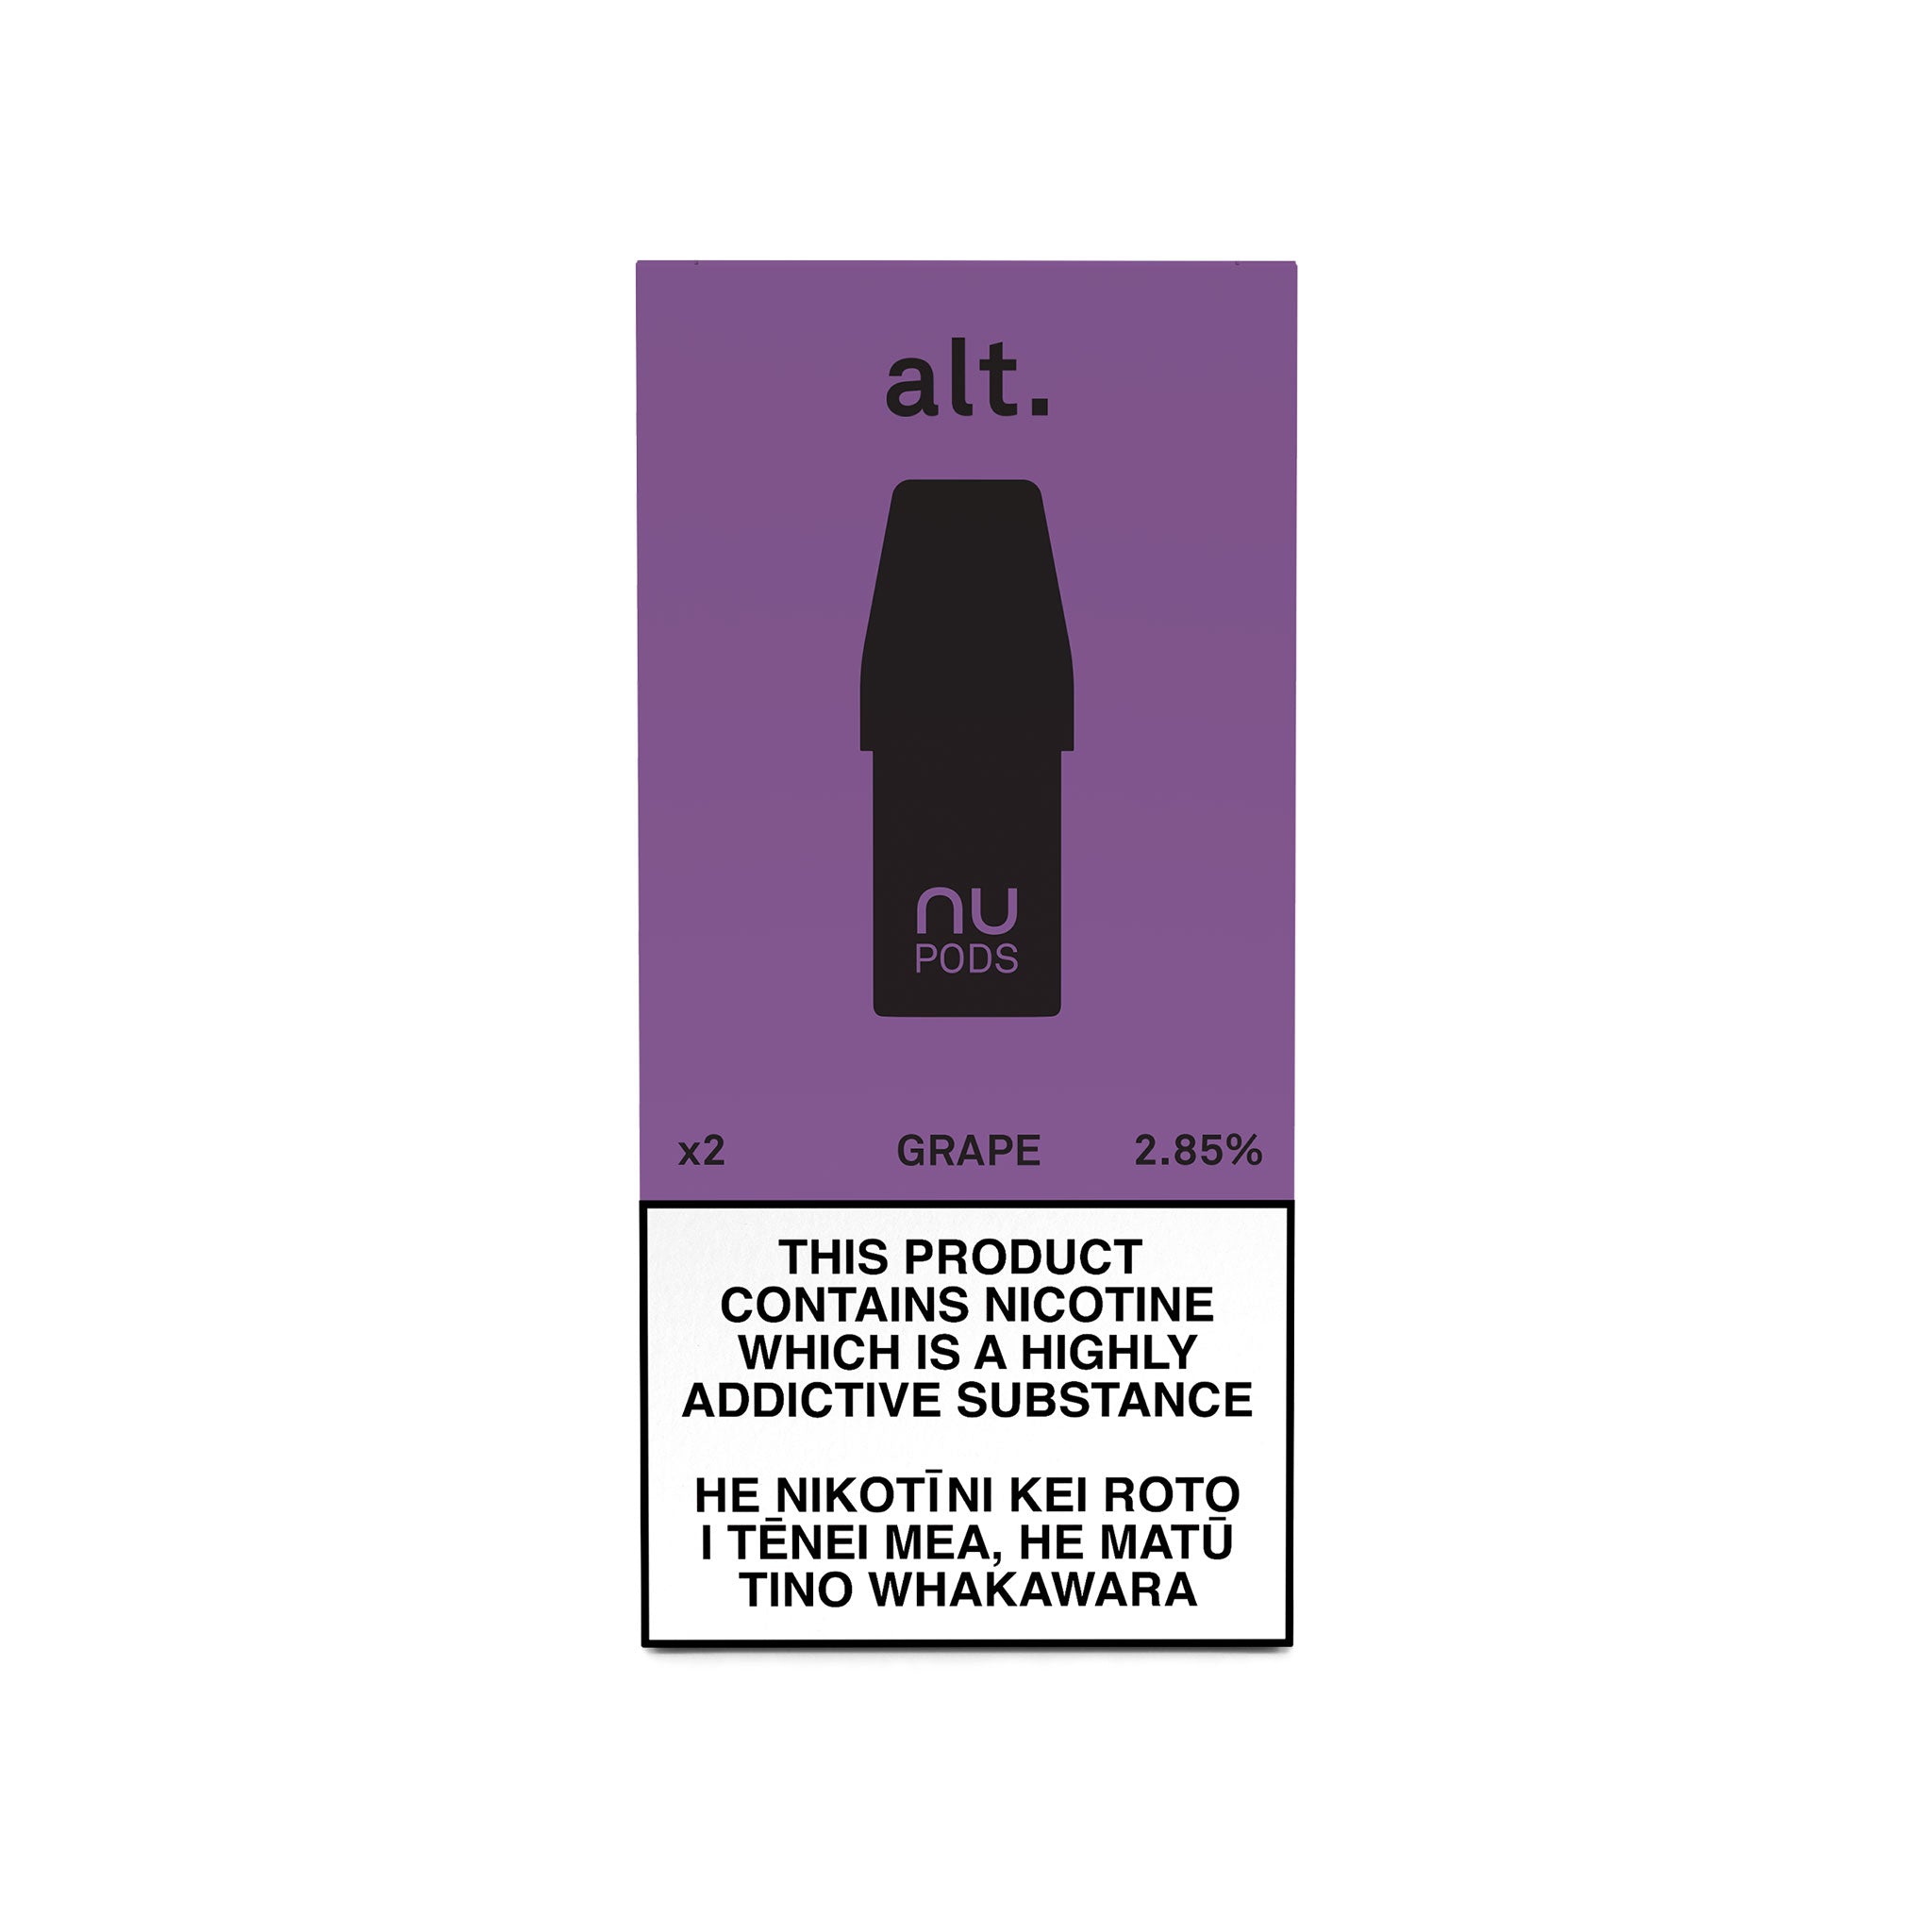 alt.
nu
PODS
x2 GRAPE 2.85%
THIS PRODUCT
CONTAINS NICOTINE
WHICH IS A HIGHLY
ADDICTIVE SUBSTANCE
HE NIKOTĪNI KEI ROTO
I TĒNEI MEA, HE MATŪ
TINO WHAKAWARA